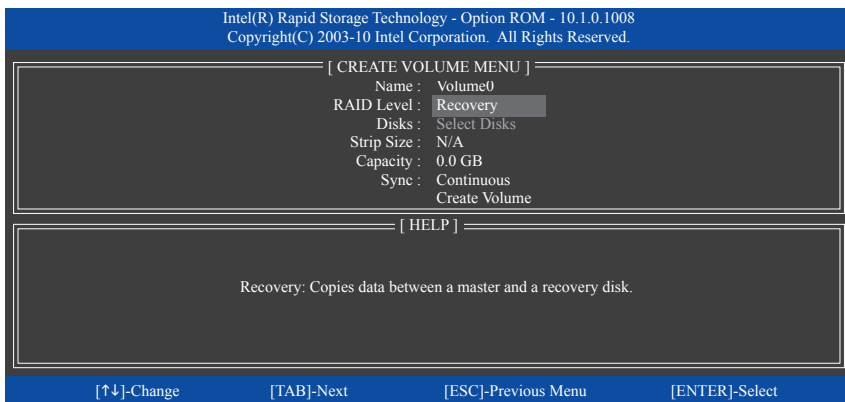 Intel(R) Rapid Storage Technology - Option ROM - 10.1.0.1008
Copyright(C) 2003-10 Intel Corporation. All Rights Reserved.
[ CREATE VOLUME MENU ]
Name : Volume0
RAID Level : Recovery
Disks : Select Disks
Strip Size : N/A
Capacity : 0.0 GB
Sync : Continuous
Create Volume
[ HELP ]
Recovery: Copies data between a master and a recovery disk.
[↑↓]-Change [TAB]-Next [ESC]-Previous Menu [ENTER]-Select